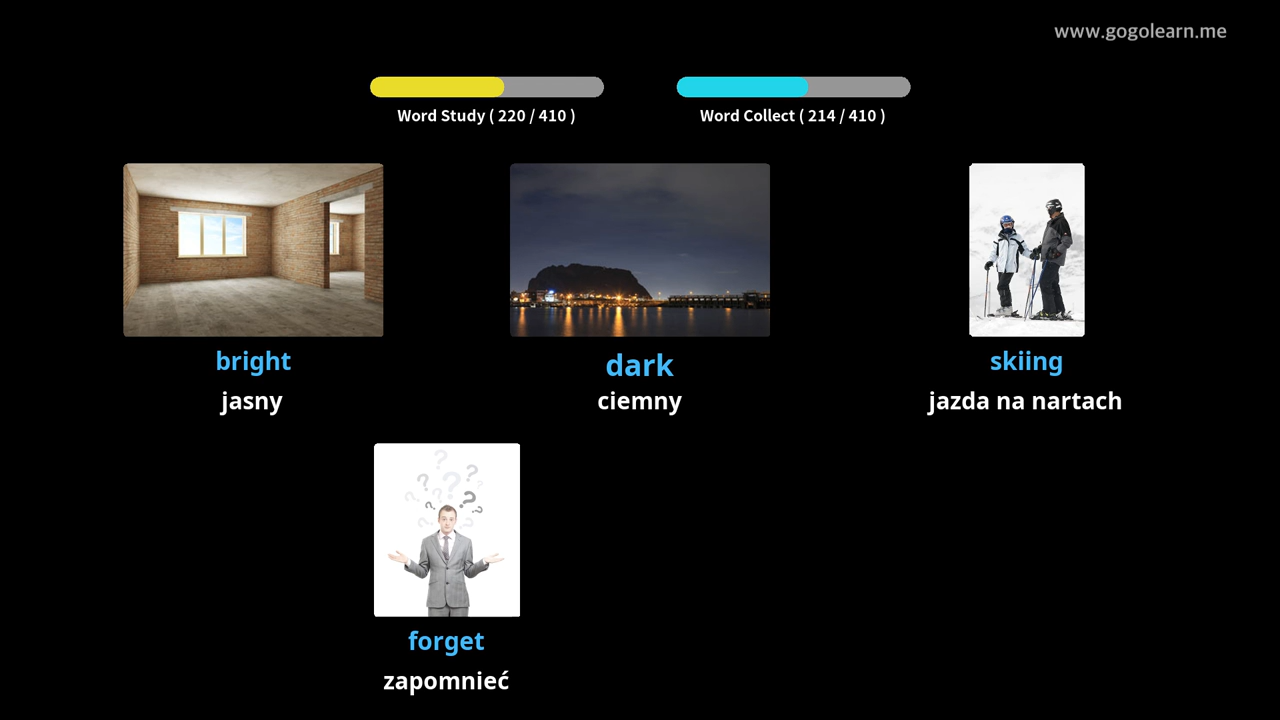 www.gogolearn.me
Word Study ( 220 / 410 )
Word Collect ( 214 / 410 )
bright
jasny
dark
ciemny
skiing
jazda na nartach
forget
zapomnieć